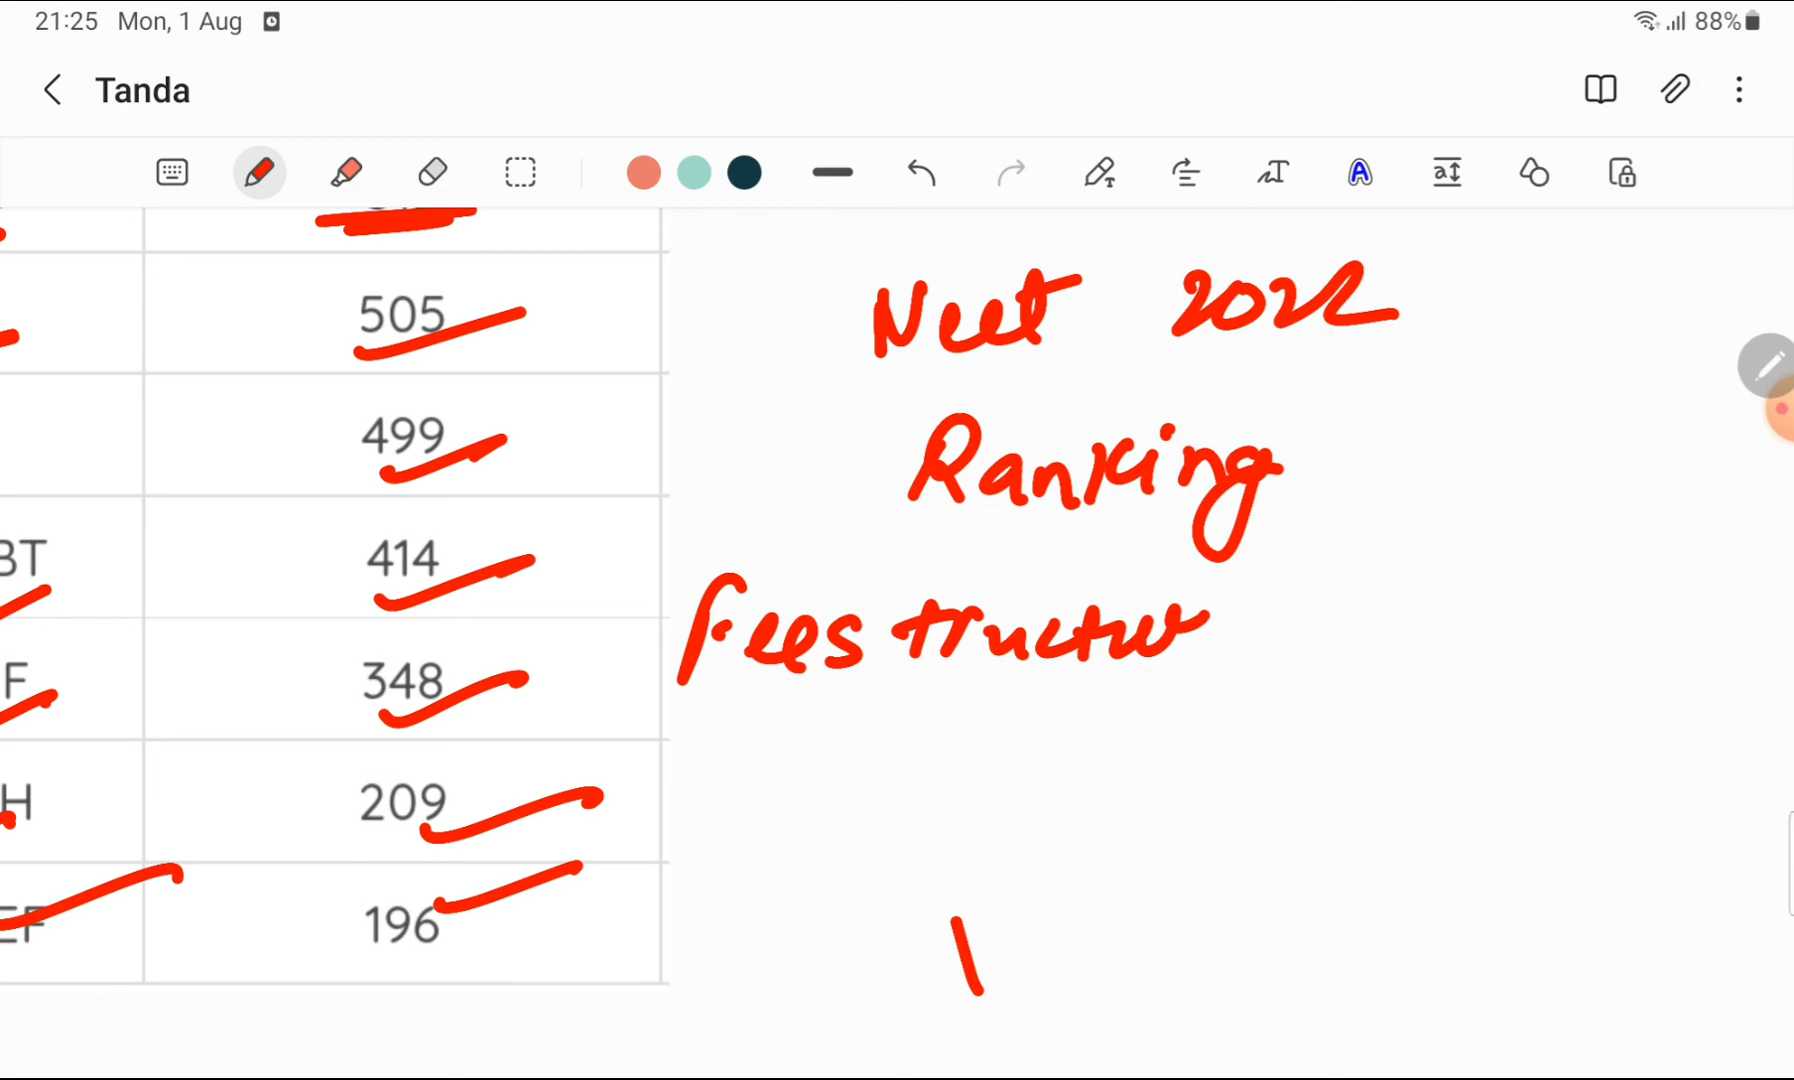 21:25 Mon, 1 Aug 88%
Tanda
505
499
BT 414
F 348
H 209
EF 196
Neet 2022
Ranking
Fees tructur